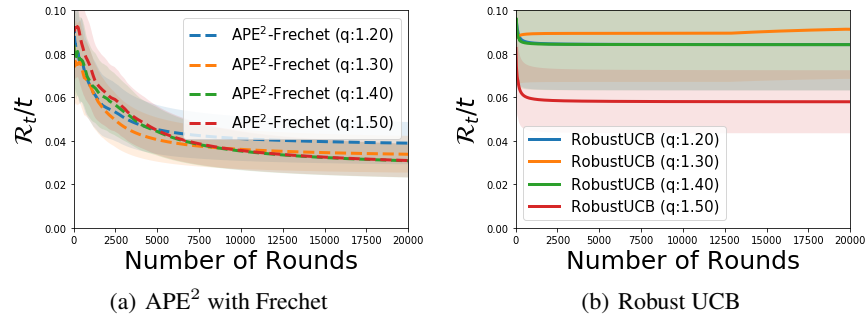 0.10
0.08
0.06
0.04
0.02
0.00
R_t/t
APE²-Frechet (q:1.20)
APE²-Frechet (q:1.30)
APE²-Frechet (q:1.40)
APE²-Frechet (q:1.50)
0 2500 5000 7500 10000 12500 15000 17500 20000
Number of Rounds
(a) APE² with Frechet
0.10
0.08
0.06
0.04
0.02
0.00
R_t/t
RobustUCB (q:1.20)
RobustUCB (q:1.30)
RobustUCB (q:1.40)
RobustUCB (q:1.50)
0 2500 5000 7500 10000 12500 15000 17500 20000
Number of Rounds
(b) Robust UCB